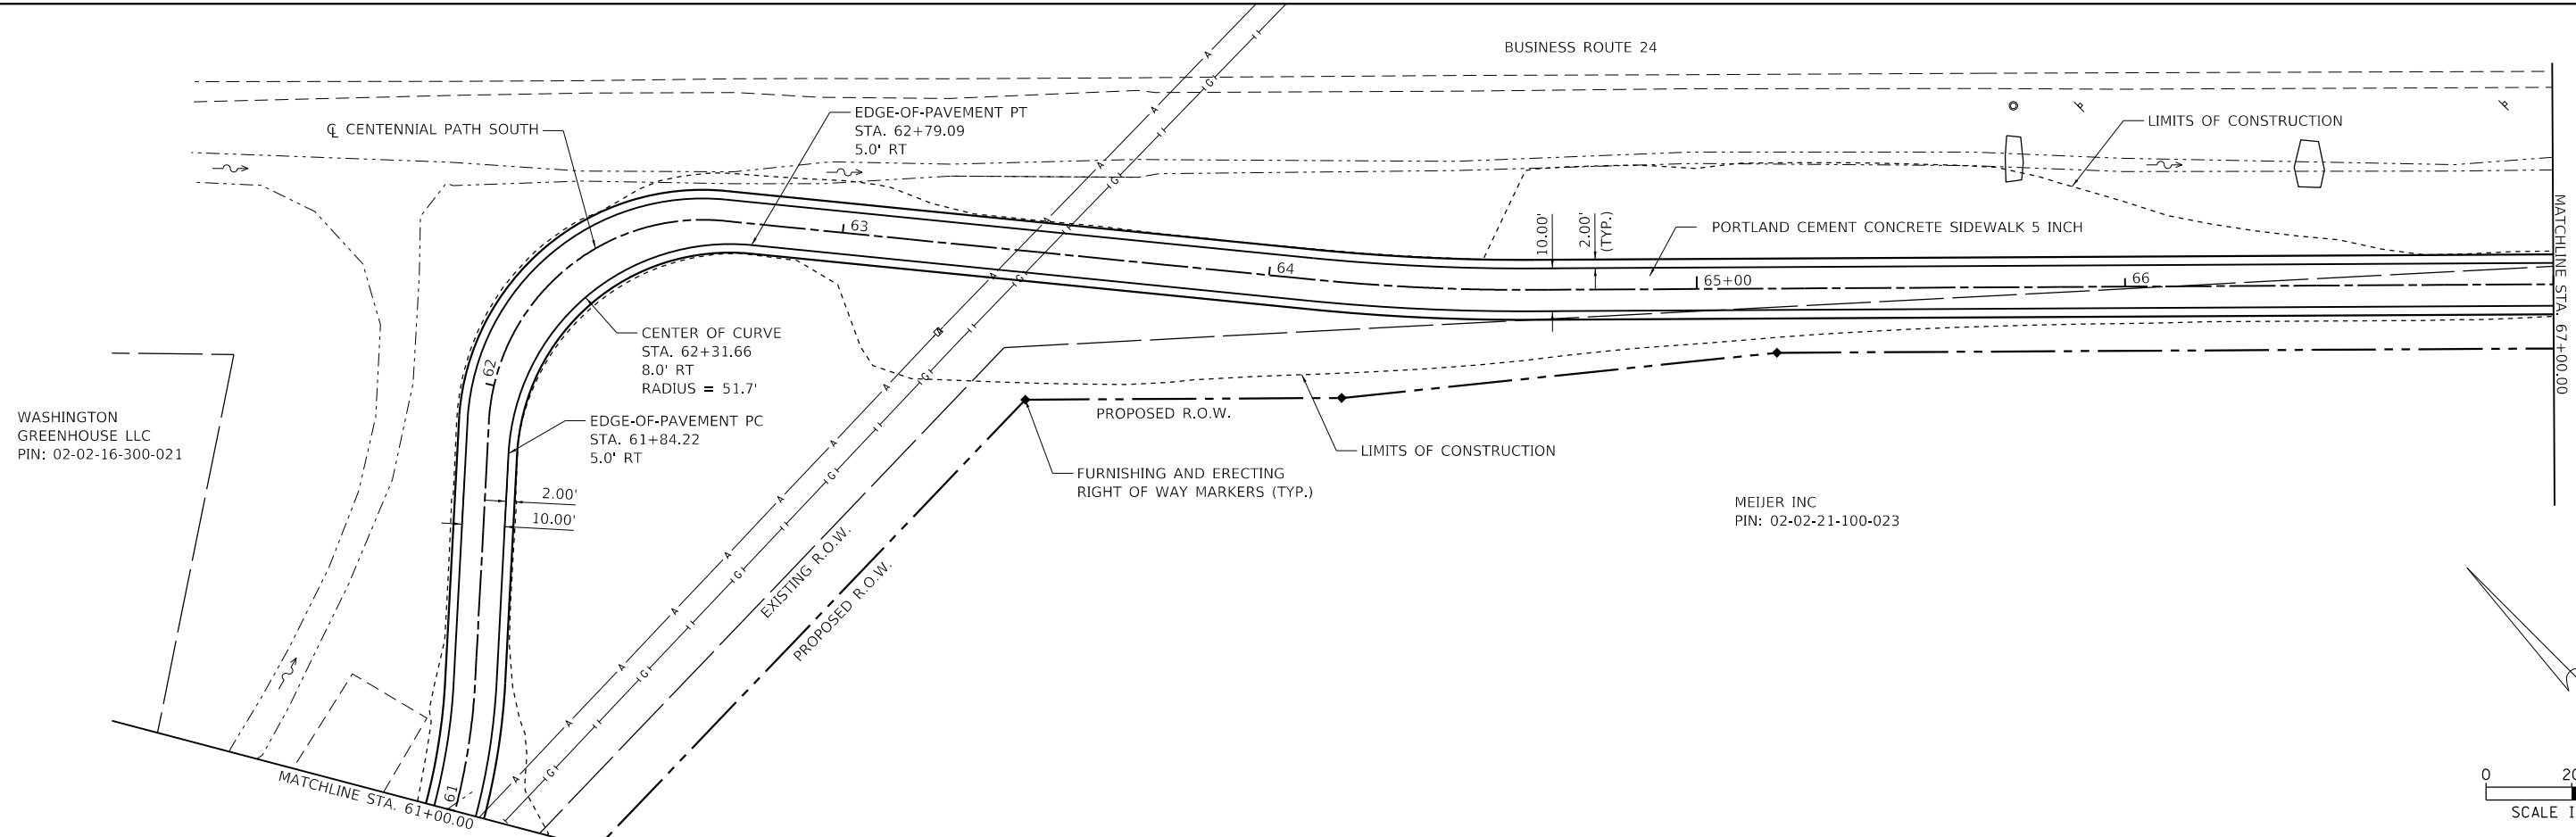 BUSINESS ROUTE 24
℄ CENTENNIAL PATH SOUTH
EDGE-OF-PAVEMENT PT
STA. 62+79.09
5.0' RT
LIMITS OF CONSTRUCTION
PORTLAND CEMENT CONCRETE SIDEWALK 5 INCH
10.00'
2.00'
(TYP.)
63
64
65+00
66
MATCHLINE STA. 67+00.00
CENTER OF CURVE
STA. 62+31.66
8.0' RT
RADIUS = 51.7'
62
WASHINGTON
GREENHOUSE LLC
PIN: 02-02-16-300-021
EDGE-OF-PAVEMENT PC
STA. 61+84.22
5.0' RT
PROPOSED R.O.W.
LIMITS OF CONSTRUCTION
FURNISHING AND ERECTING
RIGHT OF WAY MARKERS (TYP.)
2.00'
10.00'
MEIJER INC
PIN: 02-02-21-100-023
EXISTING R.O.W.
PROPOSED R.O.W.
61
MATCHLINE STA. 61+00.00
0
20
SCALE I